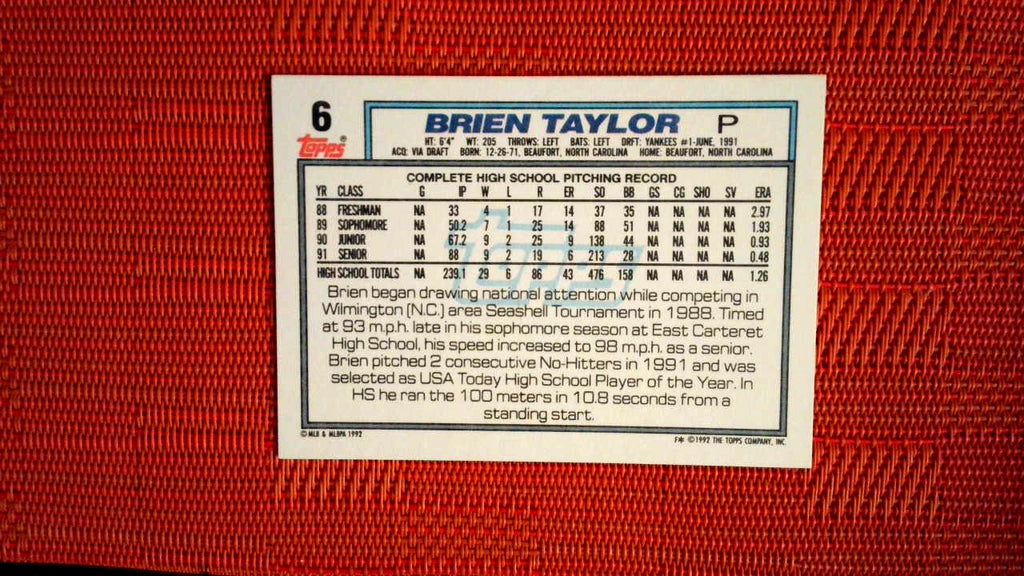 6
Topps®
BRIEN TAYLOR P
HT: 6'4" WT: 205 THROWS: LEFT BATS: LEFT DRFT: YANKEES #1-JUNE, 1991
ACQ: VIA DRAFT BORN: 12-26-71, BEAUFORT, NORTH CAROLINA HOME: BEAUFORT, NORTH CAROLINA
COMPLETE HIGH SCHOOL PITCHING RECORD
YR CLASS G IP W L R ER SO BB GS CG SHO SV ERA
88 FRESHMAN NA 33 4 1 17 14 37 35 NA NA NA NA 2.97
89 SOPHOMORE NA 50.2 7 1 25 14 88 51 NA NA NA NA 1.93
90 JUNIOR NA 67.2 9 2 25 9 138 44 NA NA NA NA 0.93
91 SENIOR NA 88 9 2 19 6 213 28 NA NA NA NA 0.48
HIGH SCHOOL TOTALS NA 239.1 29 6 86 43 476 158 NA NA NA NA 1.26
Brien began drawing national attention while competing in
Wilmington (N.C.) area Seashell Tournament in 1988. Timed
at 93 m.p.h. late in his sophomore season at East Carteret
High School, his speed increased to 98 m.p.h. as a senior.
Brien pitched 2 consecutive No-Hitters in 1991 and was
selected as USA Today High School Player of the Year. In
HS he ran the 100 meters in 10.8 seconds from a
standing start.
© MLB & MLBPA 1992
F* © 1992 THE TOPPS COMPANY, INC.